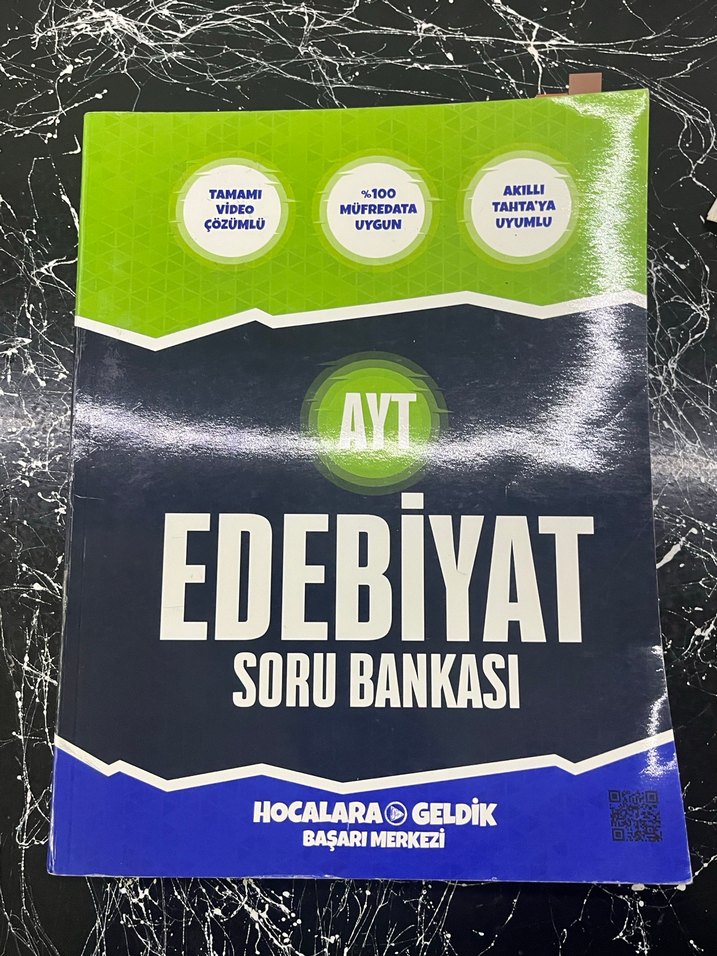 TAMAMI
VİDEO
ÇÖZÜMLÜ
%100
MÜFREDATA
UYGUN
AKILLI
TAHTA'YA
UYUMLU
AYT
EDEBİYAT
SORU BANKASI
HOCALARA GELDİK
BAŞARI MERKEZİ